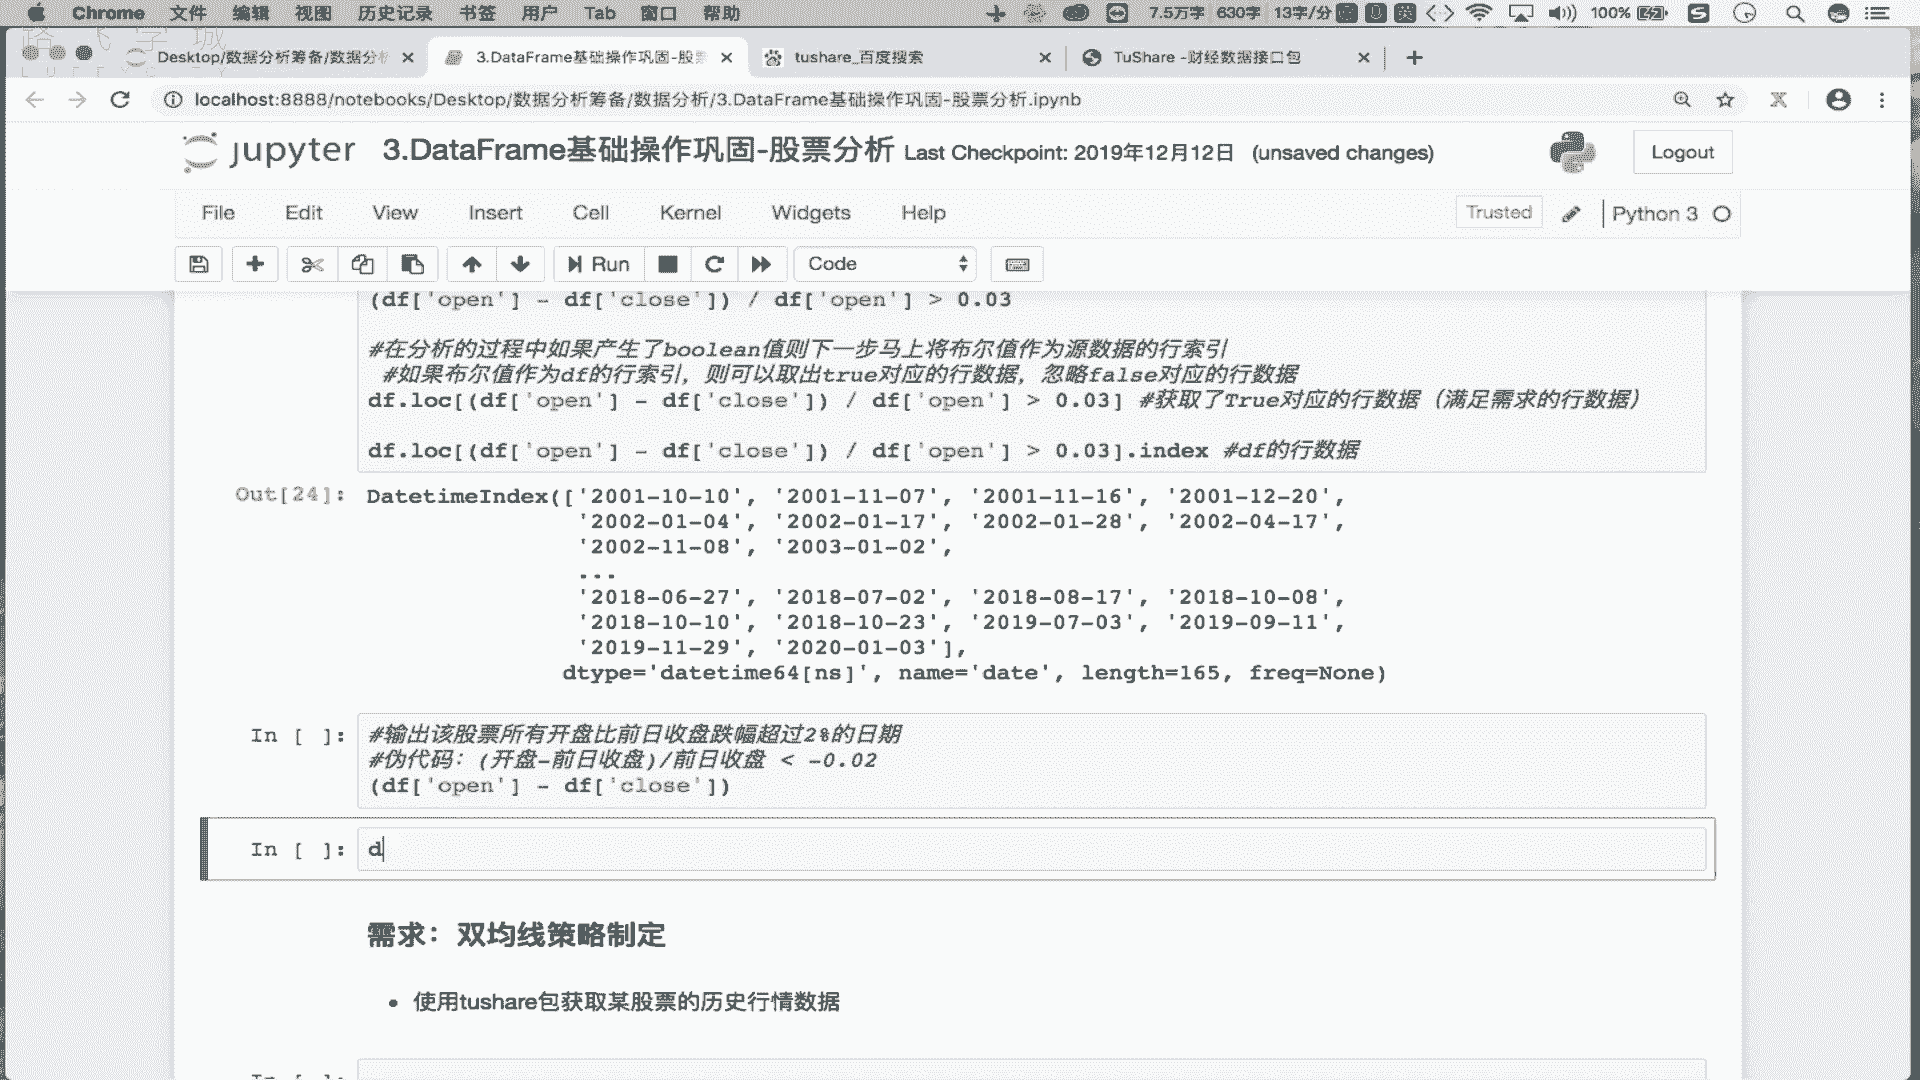 Chrome 文件 编辑 视图 历史记录 书签 用户 Tab 窗口 帮助 7.5万字 630字 13字/分 英 100%
Desktop/数据分析筹备/数据分析 3.DataFrame基础操作巩固-股票 tushare_百度搜索 TuShare -财经数据接口包
localhost:8888/notebooks/Desktop/数据分析筹备/数据分析/3.DataFrame基础操作巩固-股票分析.ipynb
jupyter 3.DataFrame基础操作巩固-股票分析 Last Checkpoint: 2019年12月12日 (unsaved changes) Logout
File Edit View Insert Cell Kernel Widgets Help Trusted Python 3
Run Code
(df['open'] - df['close']) / df['open'] > 0.03
#在分析的过程中如果产生了boolean值则下一步马上将布尔值作为源数据的行索引
#如果布尔值作为df的行索引，则可以取出true对应的行数据，忽略false对应的行数据
df.loc[(df['open'] - df['close']) / df['open'] > 0.03] #获取了True对应的行数据（满足需求的行数据）
df.loc[(df['open'] - df['close']) / df['open'] > 0.03].index #df的行数据
Out[24]: DatetimeIndex(['2001-10-10', '2001-11-07', '2001-11-16', '2001-12-20',
'2002-01-04', '2002-01-17', '2002-01-28', '2002-04-17',
'2002-11-08', '2003-01-02',
...
'2018-06-27', '2018-07-02', '2018-08-17', '2018-10-08',
'2018-10-10', '2018-10-23', '2019-07-03', '2019-09-11',
'2019-11-29', '2020-01-03'],
dtype='datetime64[ns]', name='date', length=165, freq=None)
In [ ]: #输出该股票所有开盘比前日收盘跌幅超过2%的日期
#伪代码：(开盘-前日收盘)/前日收盘 < -0.02
(df['open'] - df['close'])
In [ ]: d
需求：双均线策略制定
• 使用tushare包获取某股票的历史行情数据